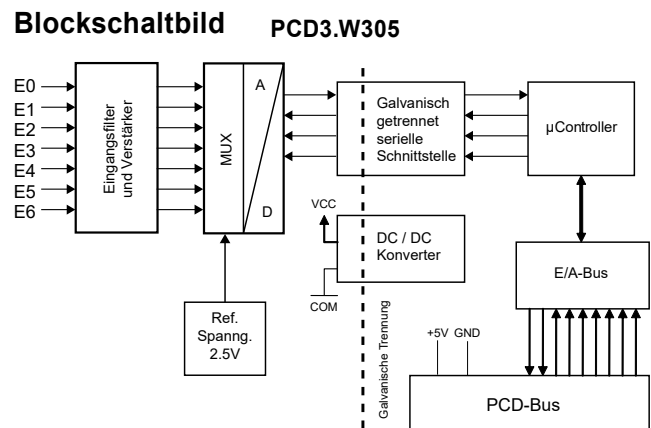 Blockschaltbild PCD3.W305
E0
E1
E2
E3
E4
E5
E6
Eingangsfilter
und Verstärker
MUX
A
D
Galvanisch
getrennet
serielle
Schnittstelle
µController
VCC
COM
DC / DC
Konverter
E/A-Bus
Ref.
Spanng.
2.5V
Galvanische Trennung
+5V GND
PCD-Bus